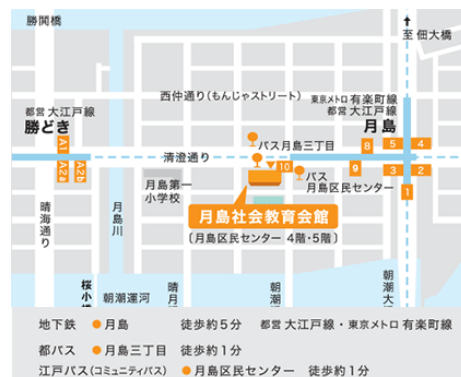 勝鬨橋
至 佃大橋
西仲通り(もんじゃストリート)
東京メトロ 有楽町線
都営 大江戸線
月島
都営 大江戸線
勝どき
バス月島三丁目
8
5
4
A1
A2a
A2b
清澄通り
10
9
3
2
1
バス
月島区民センター
月島第一
小学校
月島社会教育会館
〔月島区民センター 4階・5階〕
晴海通り
月島川
朝潮運河
地下鉄 ●月島 徒歩約5分 都営 大江戸線・東京メトロ 有楽町線
都バス ●月島三丁目 徒歩約1分
江戸バス(コミュニティバス) ●月島区民センター 徒歩約1分